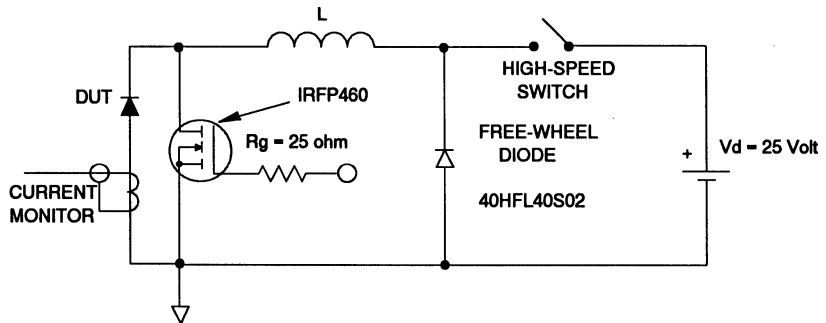 L
HIGH-SPEED
SWITCH
DUT
IRFP460
Rg = 25 ohm
FREE-WHEEL
DIODE
+
Vd = 25 Volt
CURRENT
MONITOR
40HFL40S02